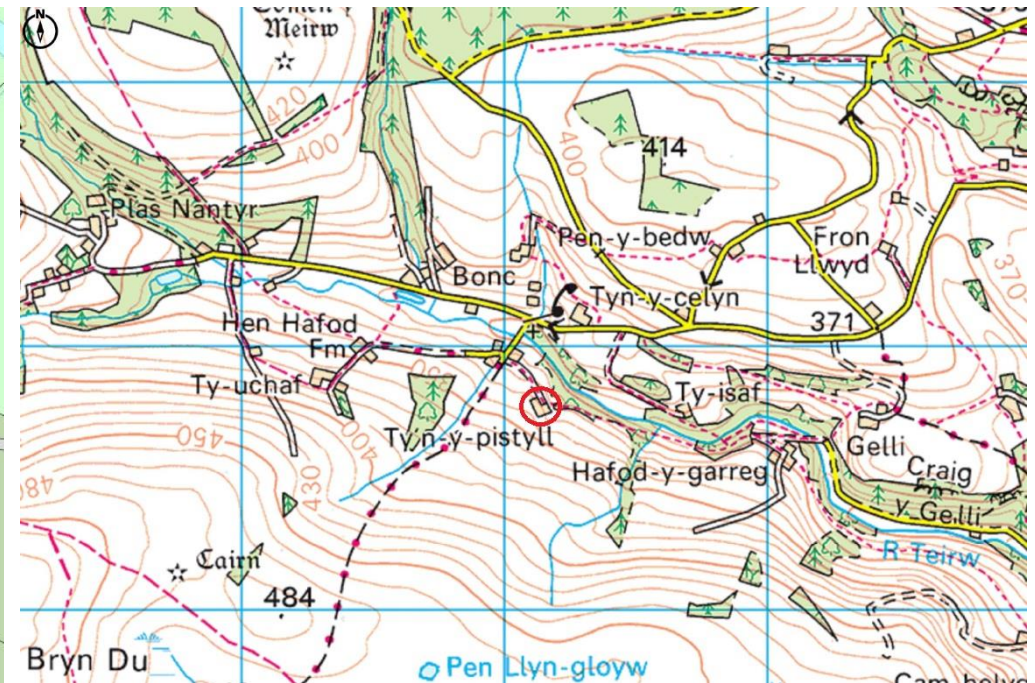 N
Meirw
420
400
400
414
Plas Nantyr
Pen-y-bedw
Fron
Llwyd
Bonc
Tyn-y-celyn
370
371
Hen Hafod
Fm
Ty-uchaf
Ty-isaf
400
450
430
480
Ty'n-y-pistyll
Gelli
Hafod-y-garreg
Craig
y Gelli
R Teirw
Cairn
484
Bryn Du
Pen Llyn-gloyw